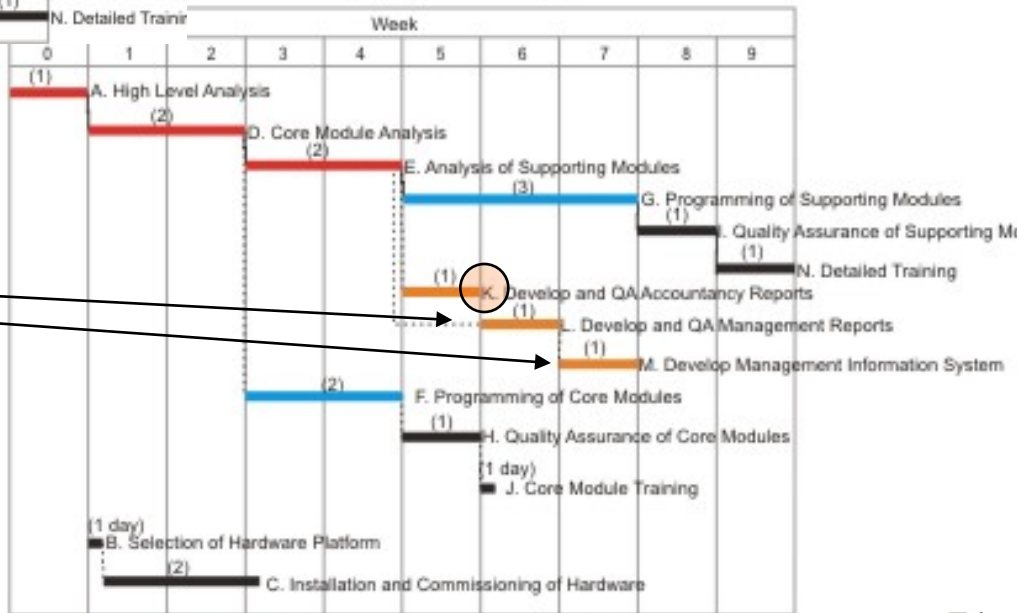 (1)
N. Detailed Trainin
Week
0 1 2 3 4 5 6 7 8 9
(1)
A. High Level Analysis
(2)
D. Core Module Analysis
(2)
E. Analysis of Supporting Modules
(3)
G. Programming of Supporting Modules
(1)
I. Quality Assurance of Supporting Mo
(1)
N. Detailed Training
(1)
K. Develop and QA Accountancy Reports
(1)
L. Develop and QA Management Reports
(1)
M. Develop Management Information System
(2)
F. Programming of Core Modules
(1)
H. Quality Assurance of Core Modules
(1 day)
J. Core Module Training
(1 day)
B. Selection of Hardware Platform
(2)
C. Installation and Commissioning of Hardware